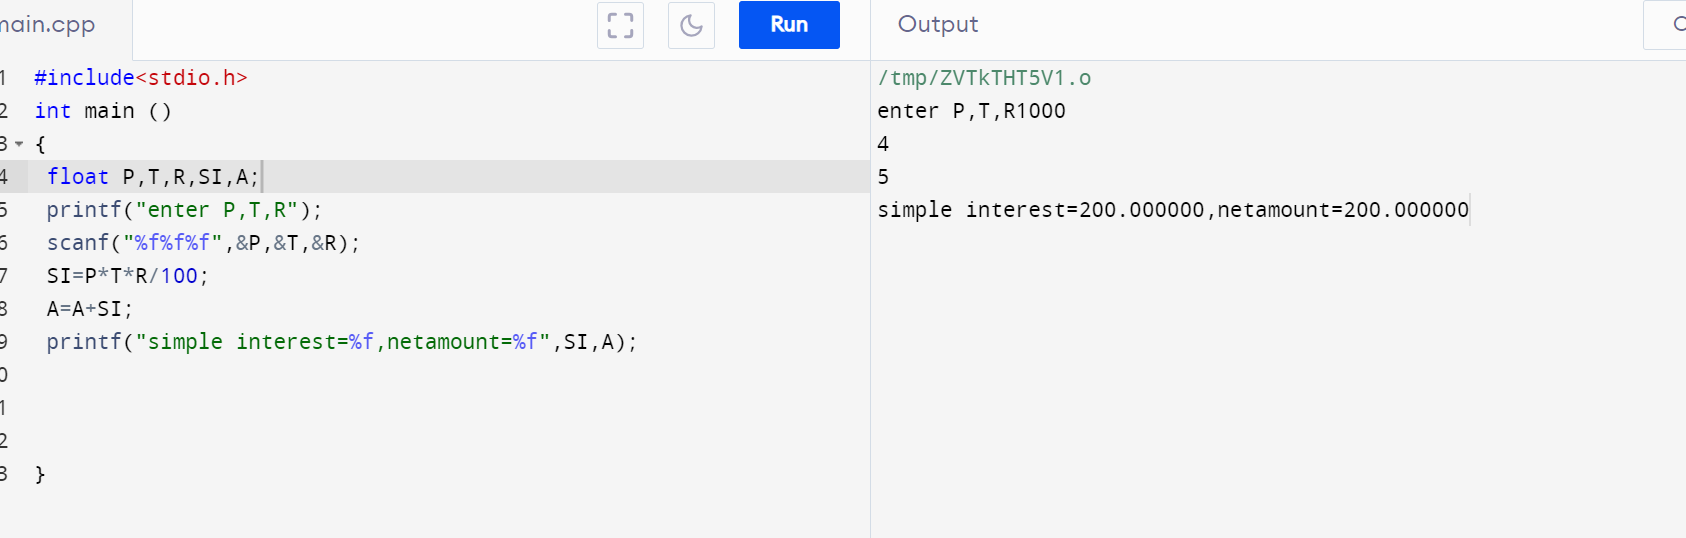 main.cpp Run Output
1 #include<stdio.h>
2 int main ()
3 {
4 float P,T,R,SI,A;
5 printf("enter P,T,R");
6 scanf("%f%f%f",&P,&T,&R);
7 SI=P*T*R/100;
8 A=A+SI;
9 printf("simple interest=%f,netamount=%f",SI,A);
0
1
2
3 }
/tmp/ZVTkTHT5V1.o
enter P,T,R1000
4
5
simple interest=200.000000,netamount=200.000000